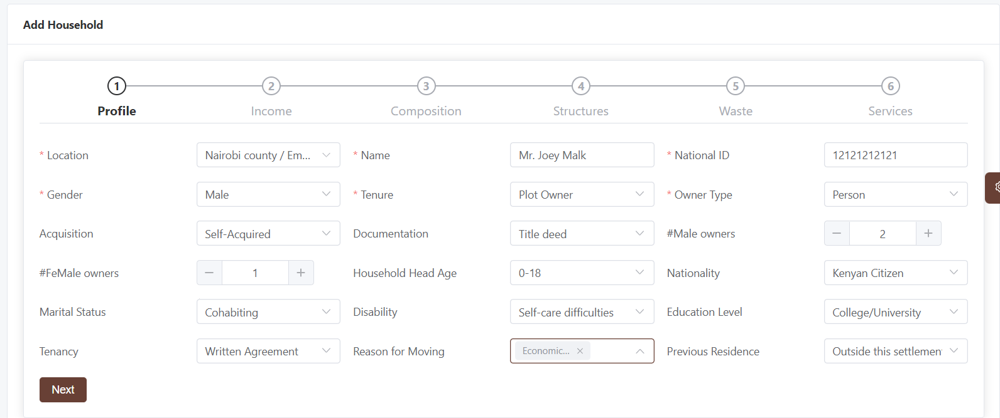 Add Household
1 2 3 4 5 6
Profile Income Composition Structures Waste Services
* Location Nairobi county / Em... * Name Mr. Joey Malk * National ID 12121212121
* Gender Male * Tenure Plot Owner * Owner Type Person
Acquisition Self-Acquired Documentation Title deed #Male owners − 2 +
#FeMale owners − 1 + Household Head Age 0-18 Nationality Kenyan Citizen
Marital Status Cohabiting Disability Self-care difficulties Education Level College/University
Tenancy Written Agreement Reason for Moving Economic... × Previous Residence Outside this settlemen
Next